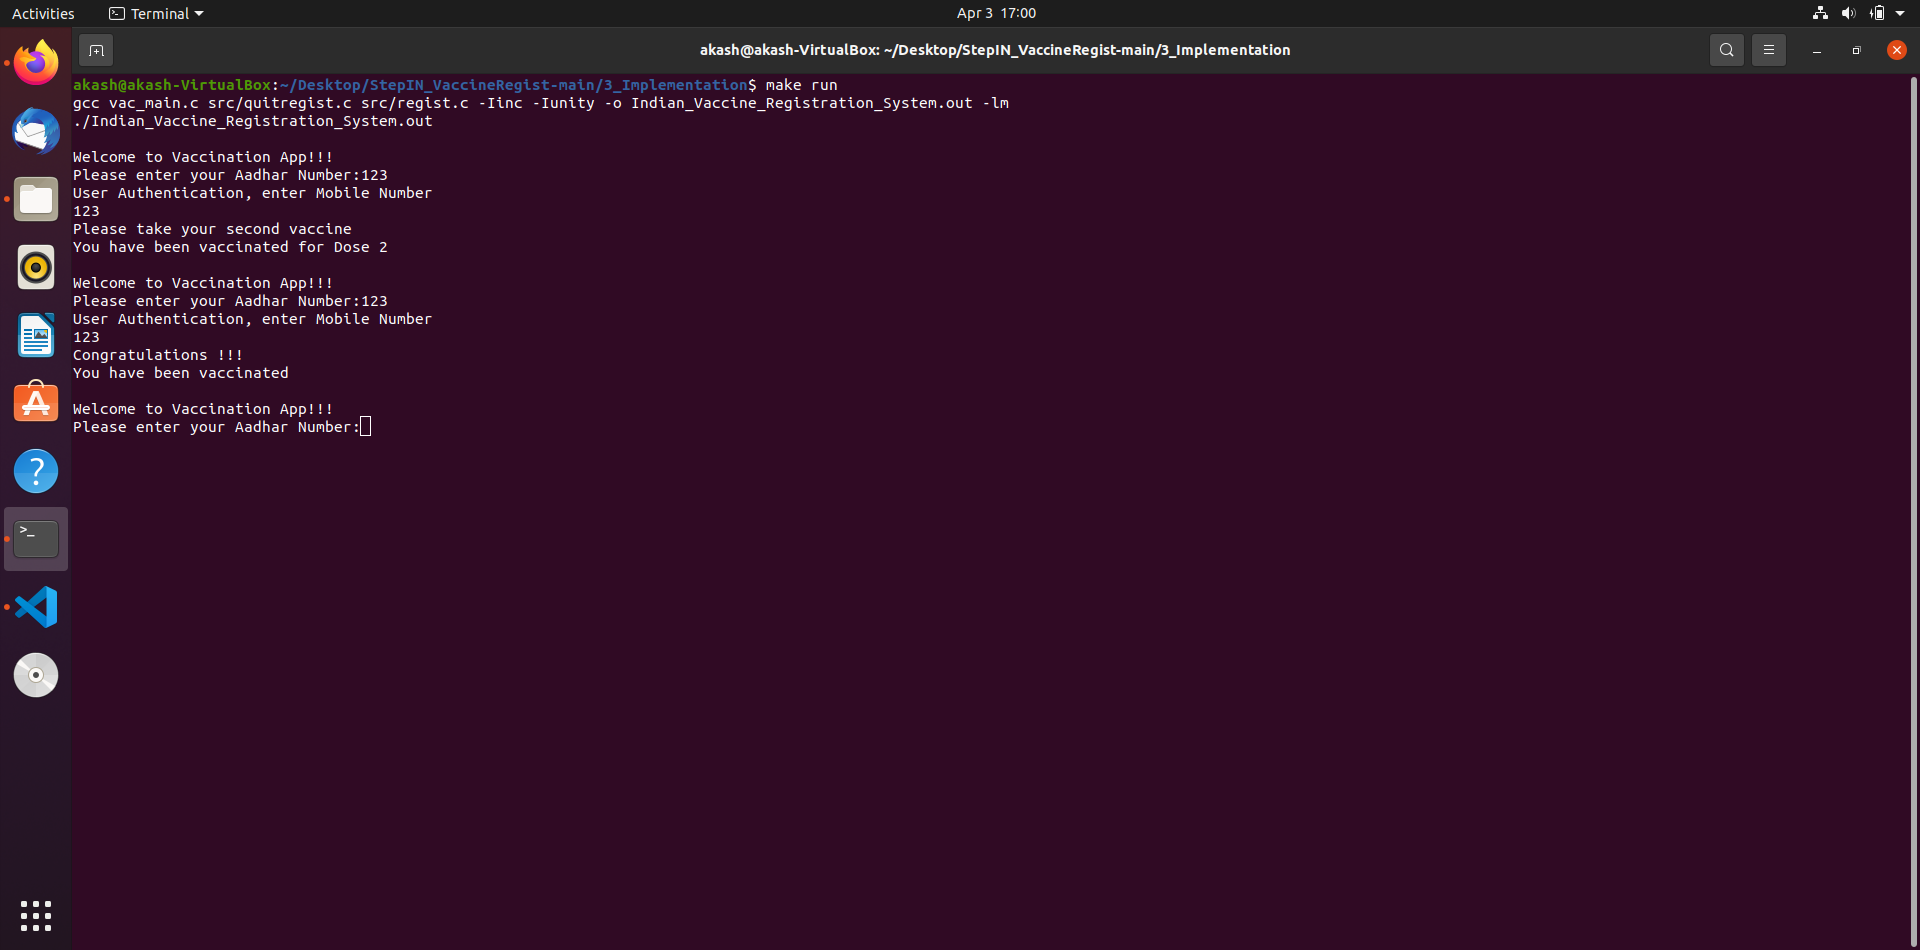 Activities
Terminal
Apr 3 17:00
akash@akash-VirtualBox: ~/Desktop/StepIN_VaccineRegist-main/3_Implementation
akash@akash-VirtualBox:~/Desktop/StepIN_VaccineRegist-main/3_Implementation$ make run
gcc vac_main.c src/quitregist.c src/regist.c -Iinc -Iunity -o Indian_Vaccine_Registration_System.out -lm
./Indian_Vaccine_Registration_System.out
Welcome to Vaccination App!!!
Please enter your Aadhar Number:123
User Authentication, enter Mobile Number
123
Please take your second vaccine
You have been vaccinated for Dose 2
Welcome to Vaccination App!!!
Please enter your Aadhar Number:123
User Authentication, enter Mobile Number
123
Congratulations !!!
You have been vaccinated
Welcome to Vaccination App!!!
Please enter your Aadhar Number: